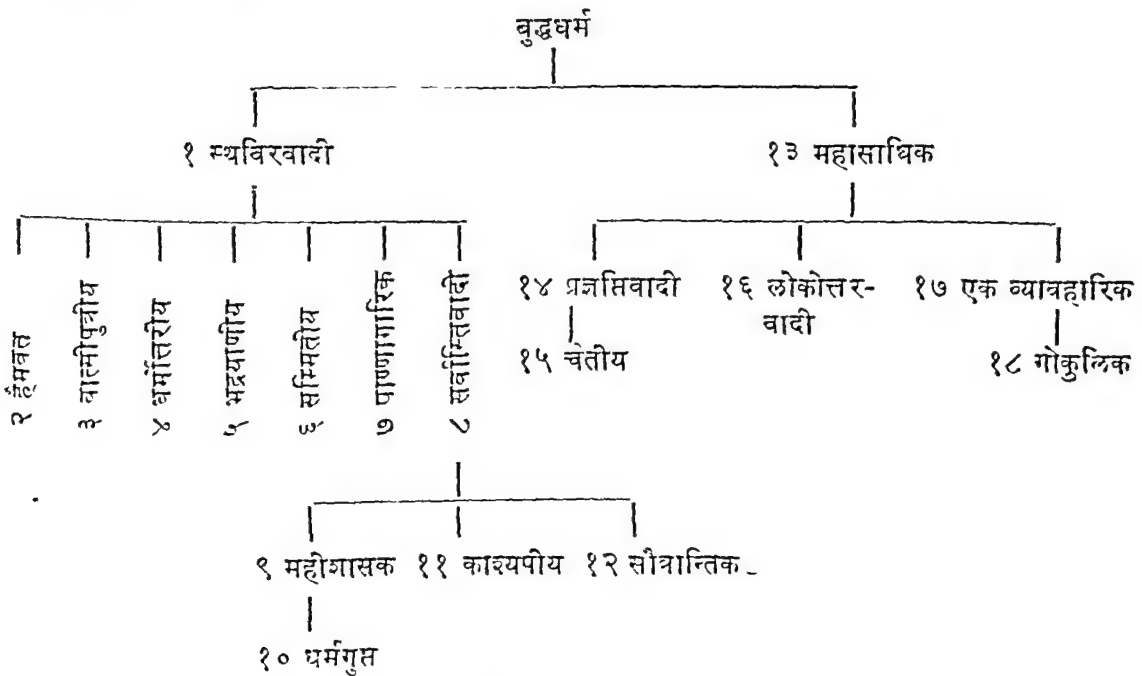 बुद्धधर्म
१ स्थविरवादी
१३ महासाधिक
२ हैमवत
३ वात्मीपुत्रीय
४ धर्मोत्तरीय
५ भद्रयाणीय
६ सम्मितीय
७ पाण्णागारिक
८ सर्वास्तिवादी
१४ प्रज्ञप्तिवादी
१६ लोकोत्तर-
वादी
१७ एक व्यावहारिक
१५ चेतीय
१८ गोकुलिक
९ महीशासक
११ काश्यपीय
१२ सौत्रान्तिक
१० धर्मगुप्त